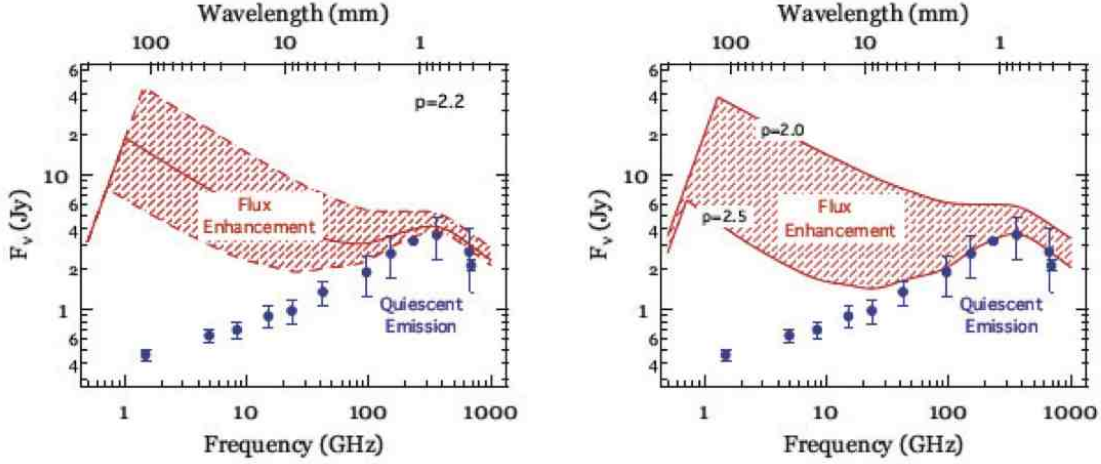 Wavelength (mm)
100 10 1
6
4
2
10
6
4
2
1
6
4
F_ν (Jy)
p=2.2
Flux
Enhancement
Quiescent
Emission
1 10 100 1000
Frequency (GHz)
Wavelength (mm)
100 10 1
6
4
2
10
6
4
2
1
6
4
F_ν (Jy)
p=2.0
p=2.5
Flux
Enhancement
Quiescent
Emission
1 10 100 1000
Frequency (GHz)